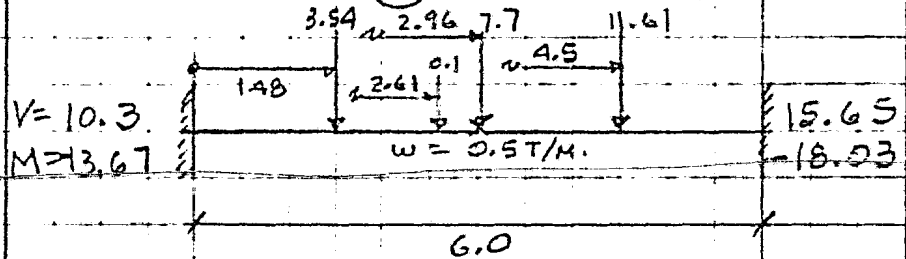 3.54 2.96 7.7 11.61
1.48 2.61 0.1 4.5
V= 10.3 15.65
M=13.67 w = 0.5 T/M. -18.03
6.0